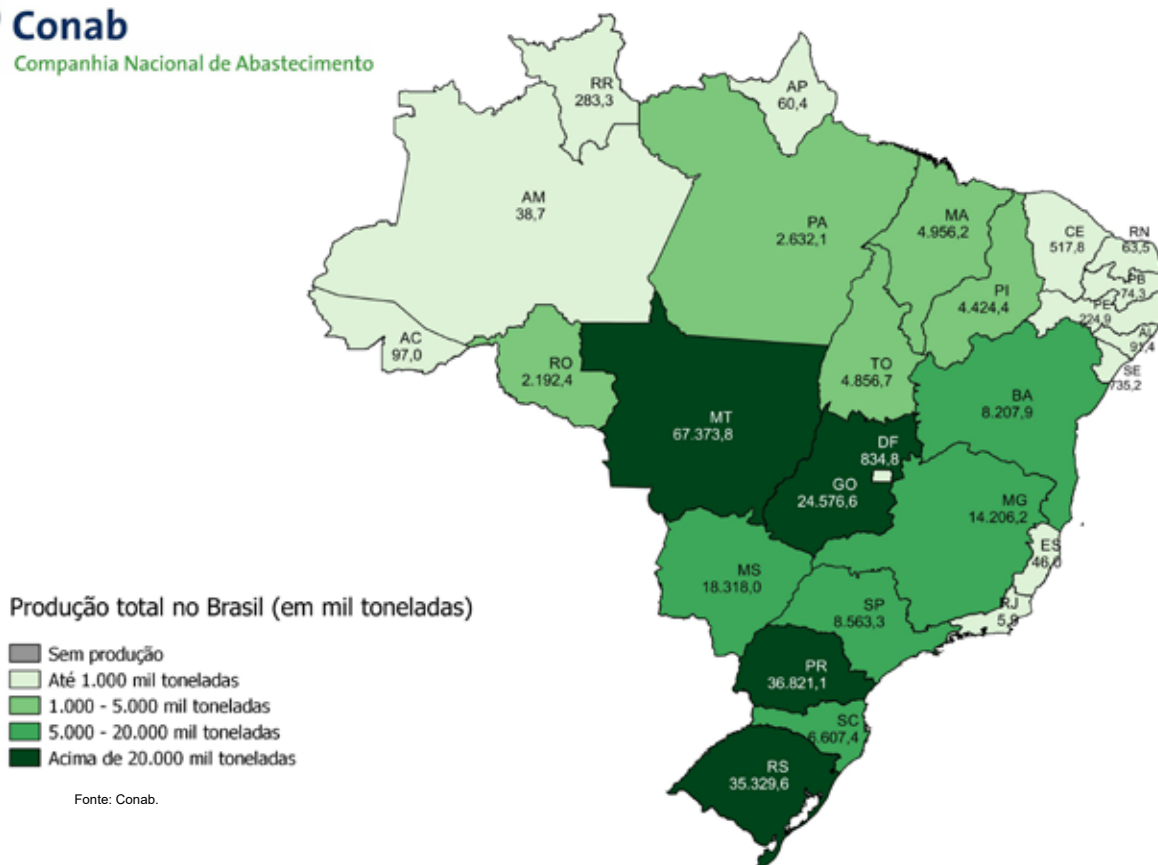 Conab
Companhia Nacional de Abastecimento
RR
283,3
AP
60,4
AM
38,7
PA
2.632,1
MA
4.956,2
CE
517,8
RN
63,5
PB
74,3
PI
4.424,4
PE
224,9
AL
91,4
SE
735,2
AC
97,0
RO
2.192,4
TO
4.856,7
BA
8.207,9
MT
67.373,8
DF
834,8
GO
24.576,6
MG
14.206,2
ES
46,0
MS
18.318,0
SP
8.563,3
RJ
5,9
PR
36.821,1
SC
6.607,4
RS
35.329,6
Produção total no Brasil (em mil toneladas)
Sem produção
Até 1.000 mil toneladas
1.000 - 5.000 mil toneladas
5.000 - 20.000 mil toneladas
Acima de 20.000 mil toneladas
Fonte: Conab.